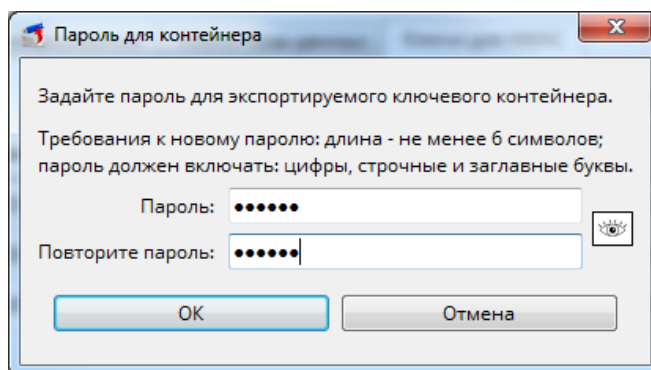 Пароль для контейнера
Задайте пароль для экспортируемого ключевого контейнера.
Требования к новому паролю: длина - не менее 6 символов;
пароль должен включать: цифры, строчные и заглавные буквы.
Пароль: ●●●●●●
Повторите пароль: ●●●●●●
ОК Отмена